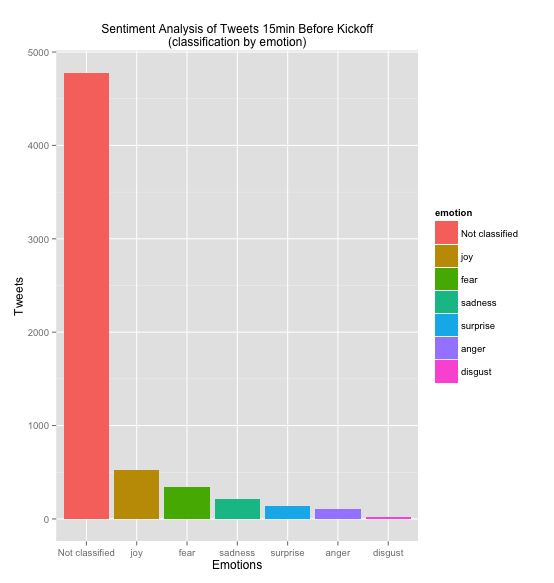 Sentiment Analysis of Tweets 15min Before Kickoff
(classification by emotion)
5000
4000
3000
2000
1000
0
Tweets
Not classified joy fear sadness surprise anger disgust
Emotions
emotion
Not classified
joy
fear
sadness
surprise
anger
disgust